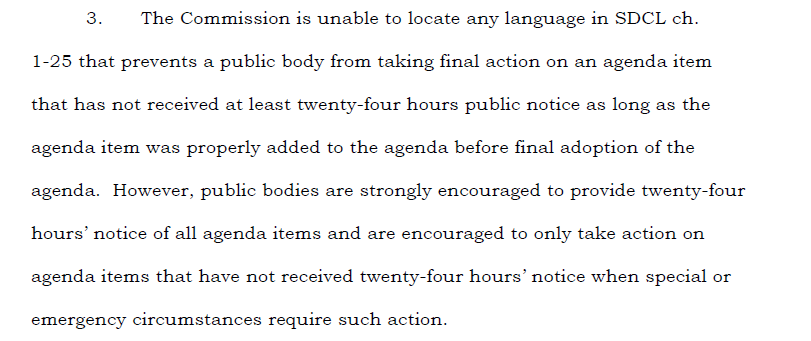 3. The Commission is unable to locate any language in SDCL ch.
1-25 that prevents a public body from taking final action on an agenda item
that has not received at least twenty-four hours public notice as long as the
agenda item was properly added to the agenda before final adoption of the
agenda. However, public bodies are strongly encouraged to provide twenty-four
hours’ notice of all agenda items and are encouraged to only take action on
agenda items that have not received twenty-four hours’ notice when special or
emergency circumstances require such action.